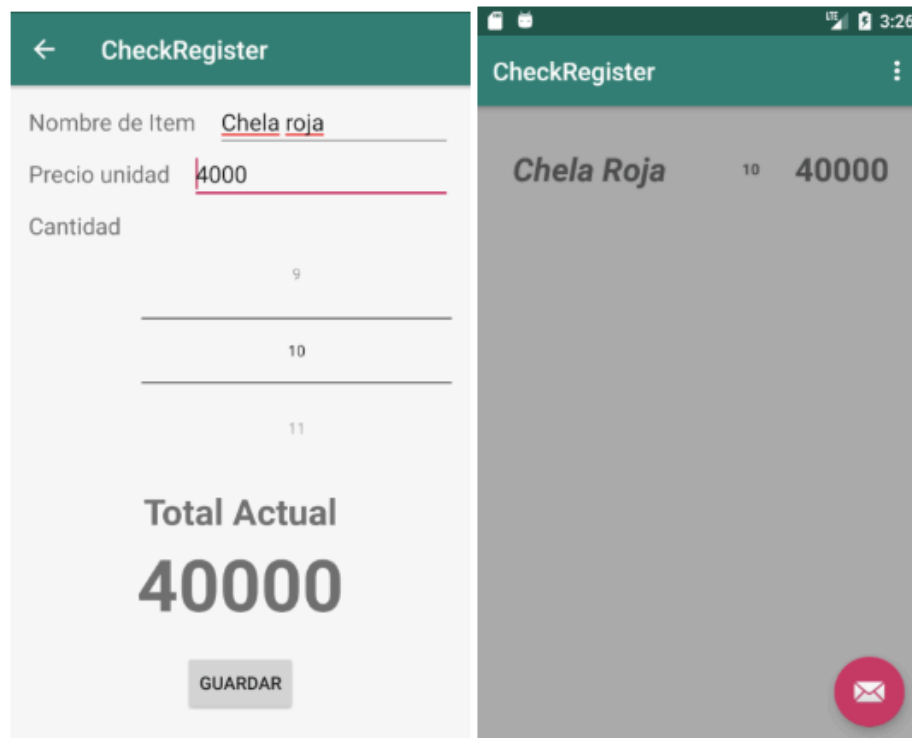 CheckRegister
Nombre de Item Chela roja
Precio unidad 4000
Cantidad
9
10
11
Total Actual
40000
GUARDAR
LTE 3:26
CheckRegister
Chela Roja 10 40000